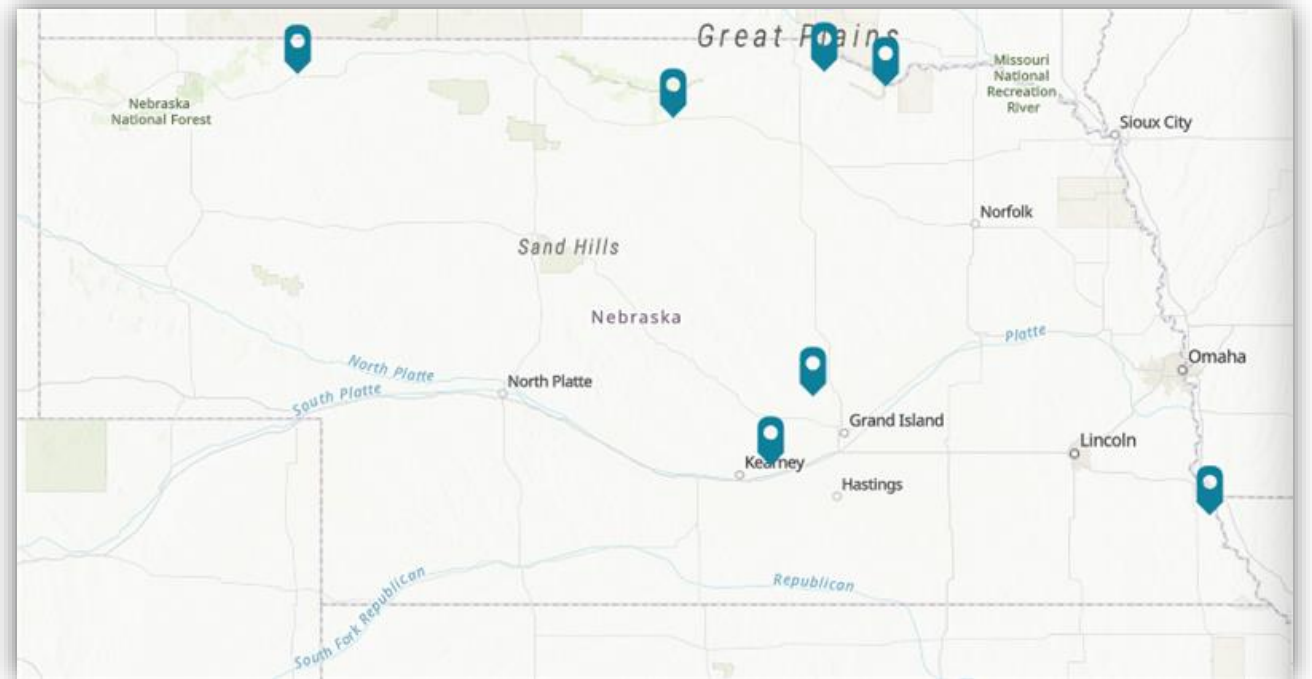 Great Plains
Missouri
National
Recreation
River
Nebraska
National Forest
Sioux City
Norfolk
Sand Hills
Nebraska
Platte
Omaha
North Platte
North Platte
South Platte
Grand Island
Lincoln
Kearney
Hastings
Republican
South Fork Republican